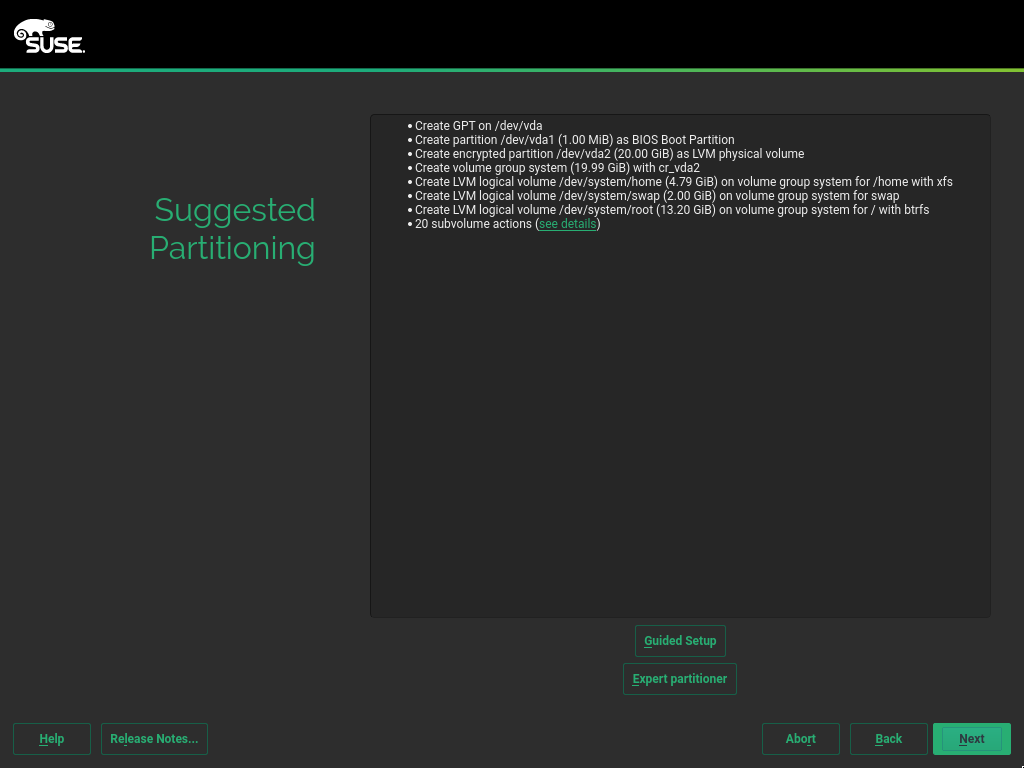 SUSE.
Suggested
Partitioning
• Create GPT on /dev/vda
• Create partition /dev/vda1 (1.00 MiB) as BIOS Boot Partition
• Create encrypted partition /dev/vda2 (20.00 GiB) as LVM physical volume
• Create volume group system (19.99 GiB) with cr_vda2
• Create LVM logical volume /dev/system/home (4.79 GiB) on volume group system for /home with xfs
• Create LVM logical volume /dev/system/swap (2.00 GiB) on volume group system for swap
• Create LVM logical volume /dev/system/root (13.20 GiB) on volume group system for / with btrfs
• 20 subvolume actions (see details)
Guided Setup
Expert partitioner
Help Release Notes... Abort Back Next